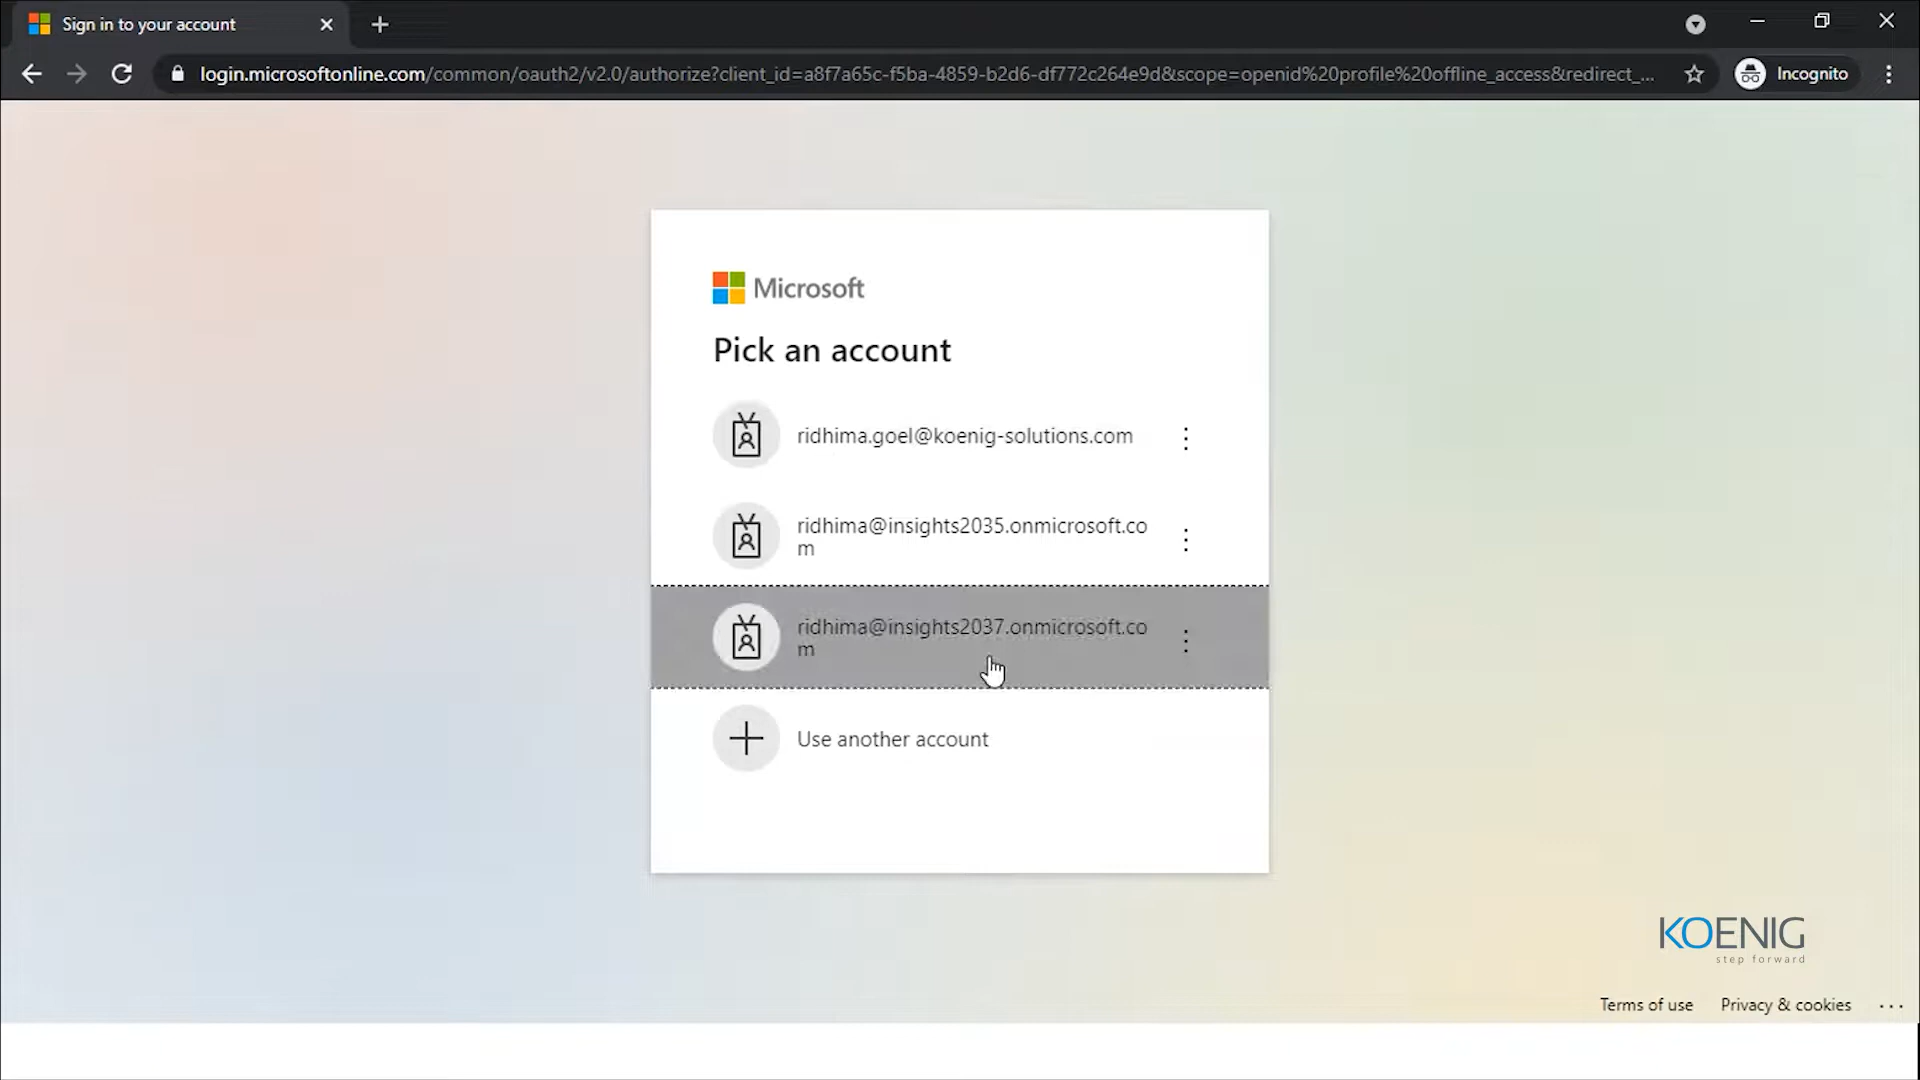 Sign in to your account
login.microsoftonline.com/common/oauth2/v2.0/authorize?client_id=a8f7a65c-f5ba-4859-b2d6-df772c264e9d&scope=openid%20profile%20offline_access&redirect_...
Incognito
Microsoft
Pick an account
ridhima.goel@koenig-solutions.com
ridhima@insights2035.onmicrosoft.co
m
ridhima@insights2037.onmicrosoft.co
m
Use another account
KOENIG
step forward
Terms of use
Privacy & cookies